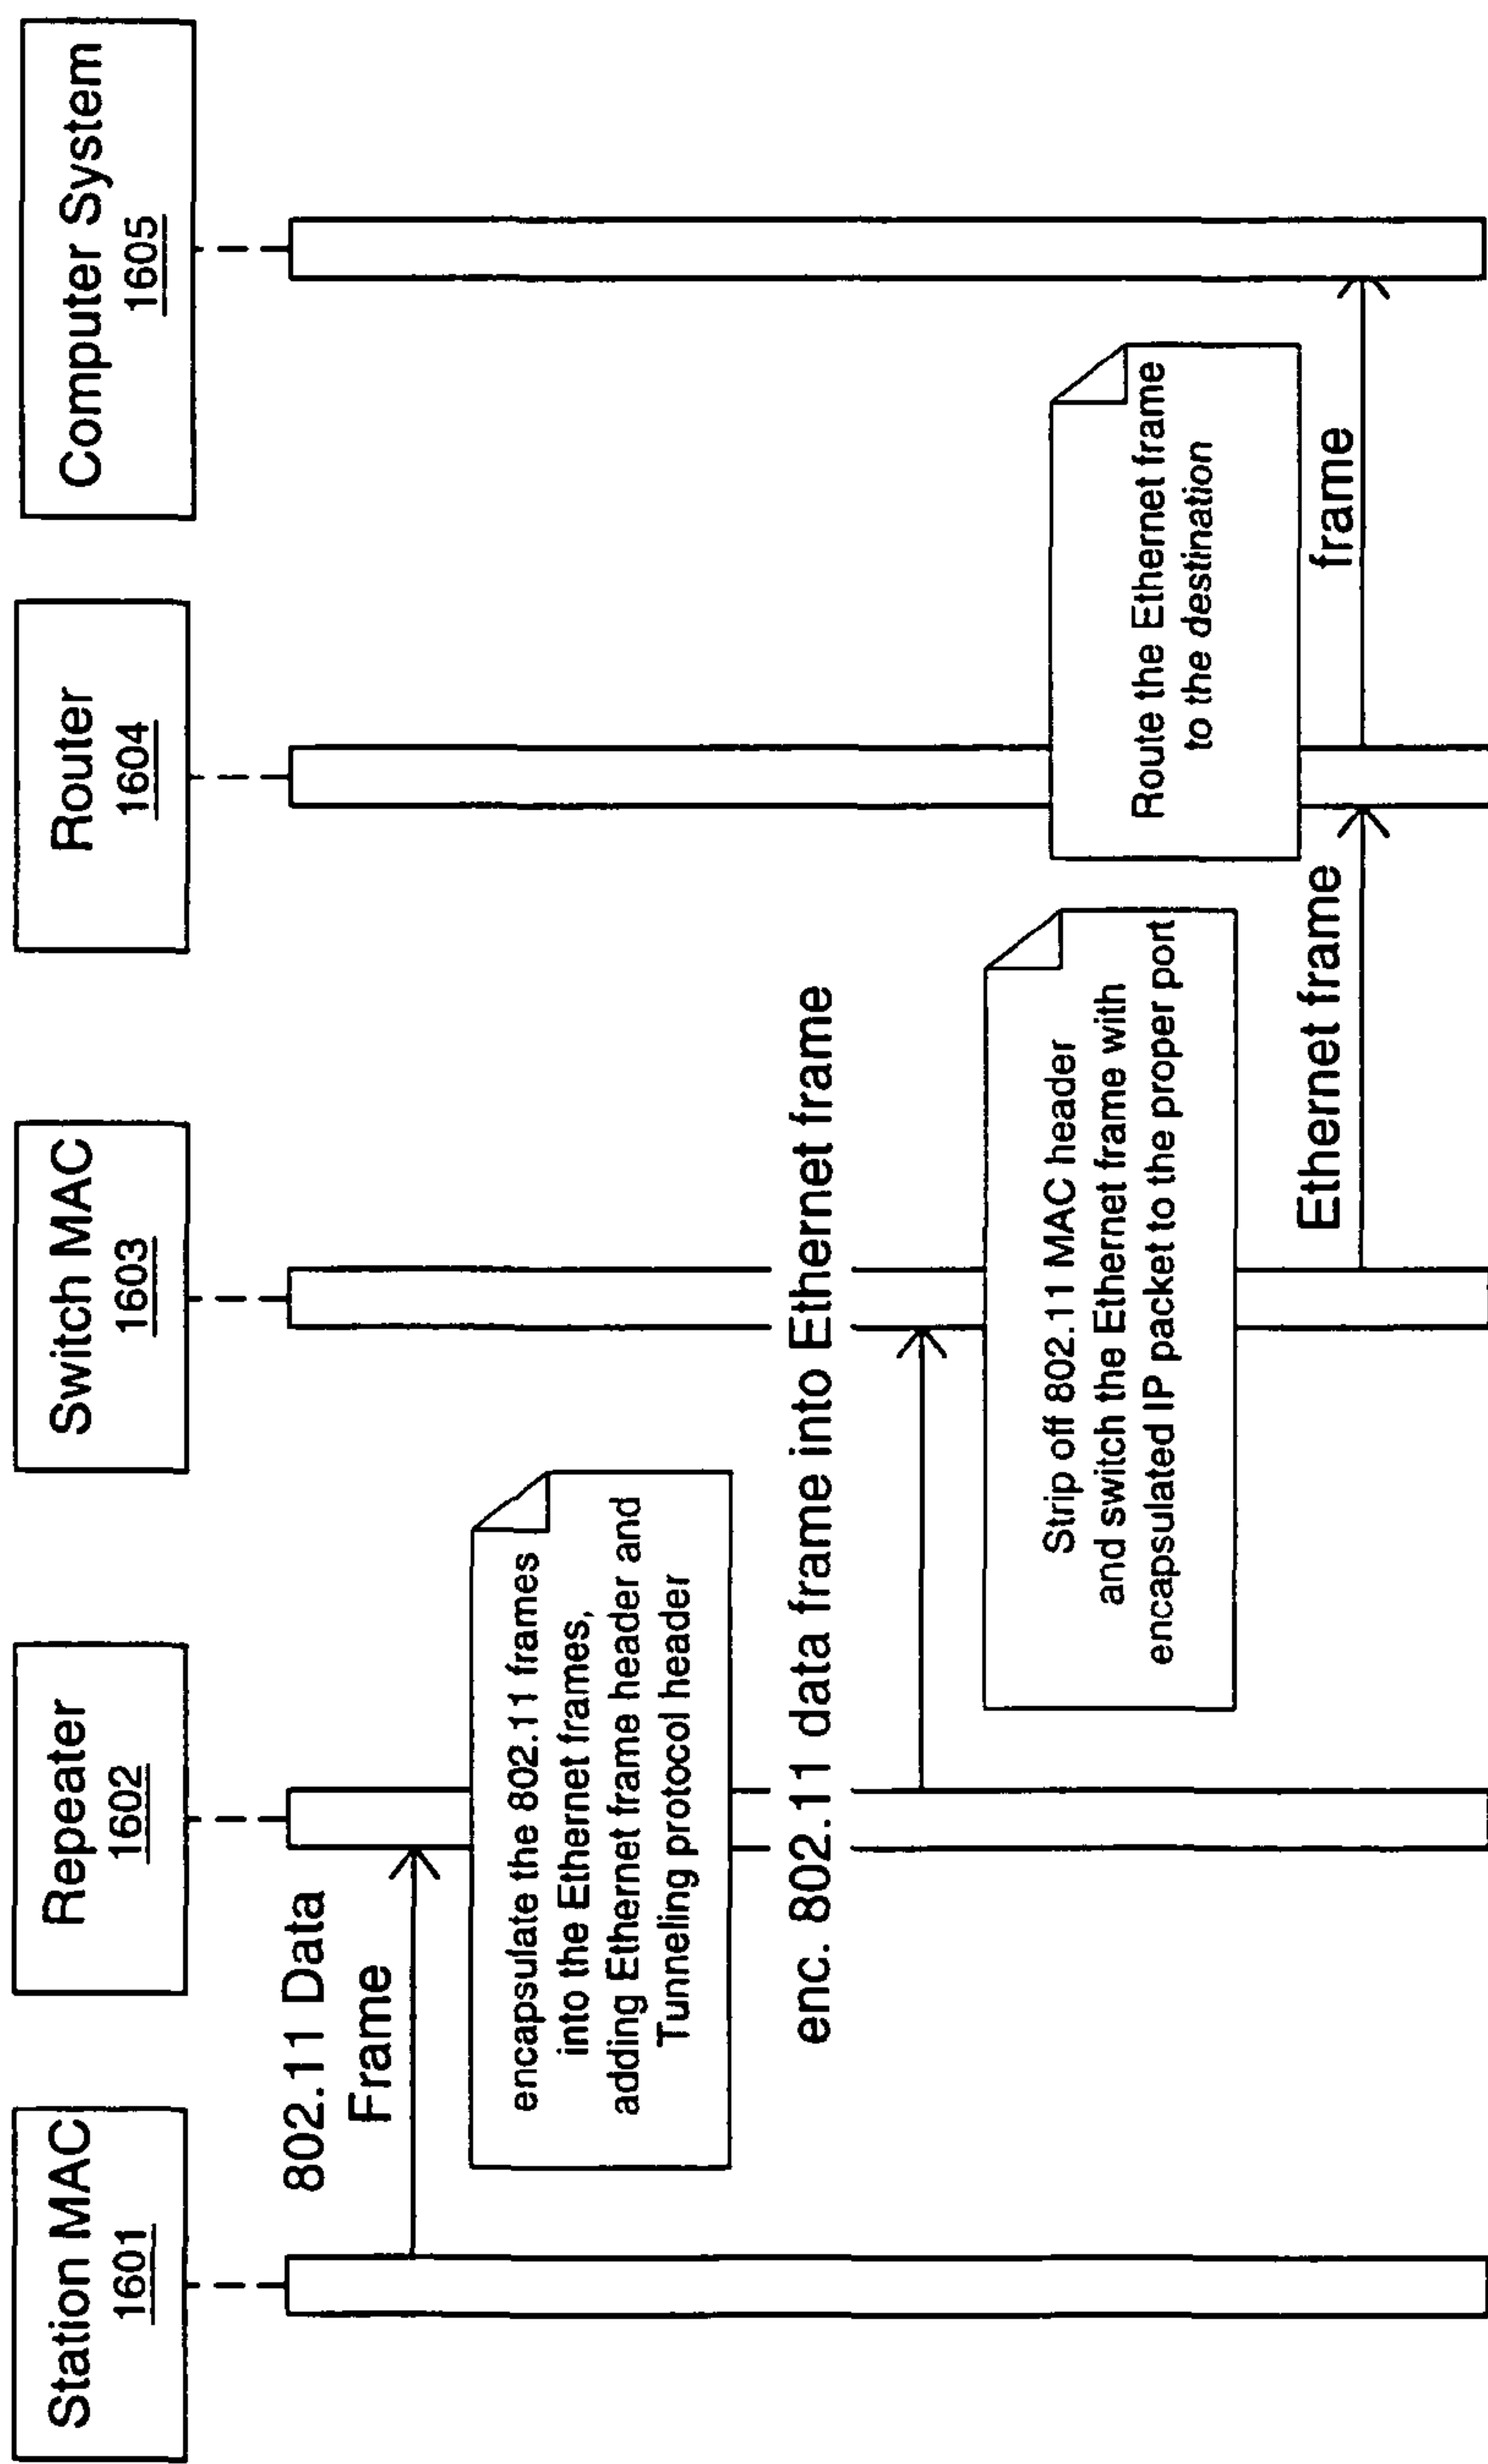 Station MAC
1601
Repeater
1602
Switch MAC
1603
Router
1604
Computer System
1605
802.11 Data
Frame
encapsulate the 802.11 frames
into the Ethernet frames,
adding Ethernet frame header and
Tunneling protocol header
enc. 802.11 data frame into Ethernet frame
Strip off 802.11 MAC header
and switch the Ethernet frame with
encapsulated IP packet to the proper port
Route the Ethernet frame
to the destination
Ethernet frame
frame